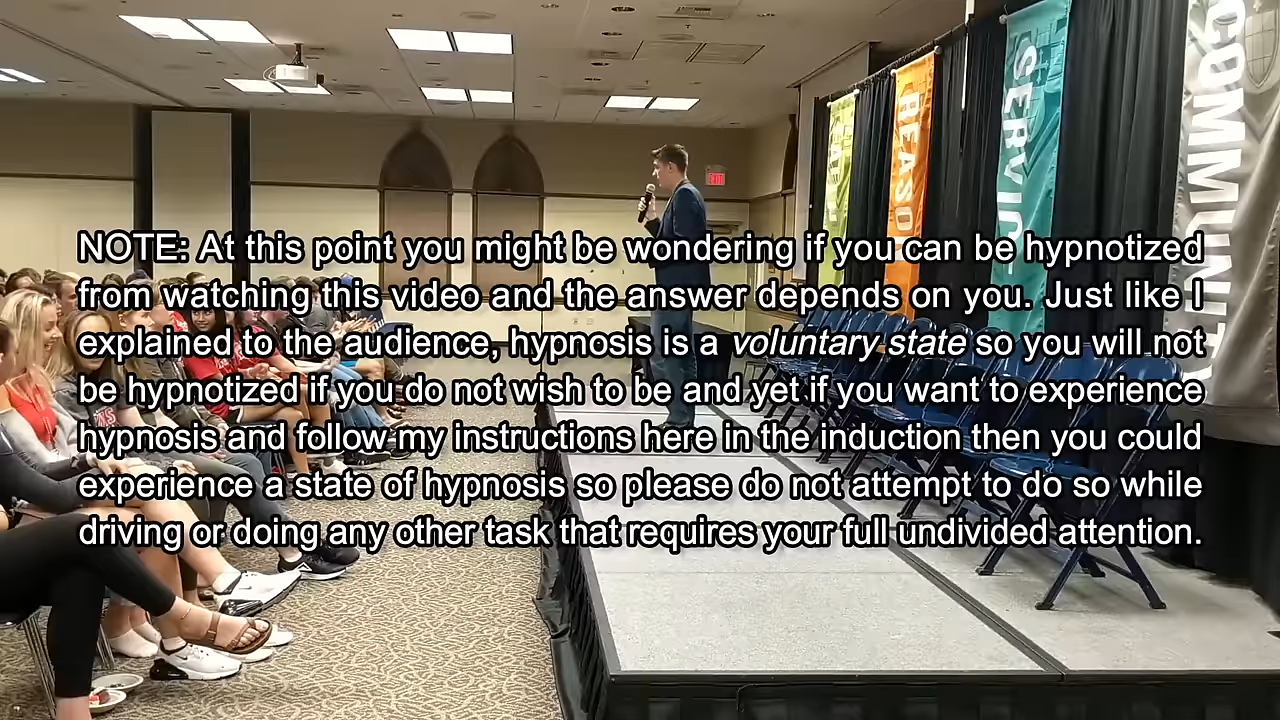 NOTE: At this point you might be wondering if you can be hypnotized
from watching this video and the answer depends on you. Just like I
explained to the audience, hypnosis is a voluntary state so you will not
be hypnotized if you do not wish to be and yet if you want to experience
hypnosis and follow my instructions here in the induction then you could
experience a state of hypnosis so please do not attempt to do so while
driving or doing any other task that requires your full undivided attention.
EXIT
REASO
SERVIC
COMMUNITY